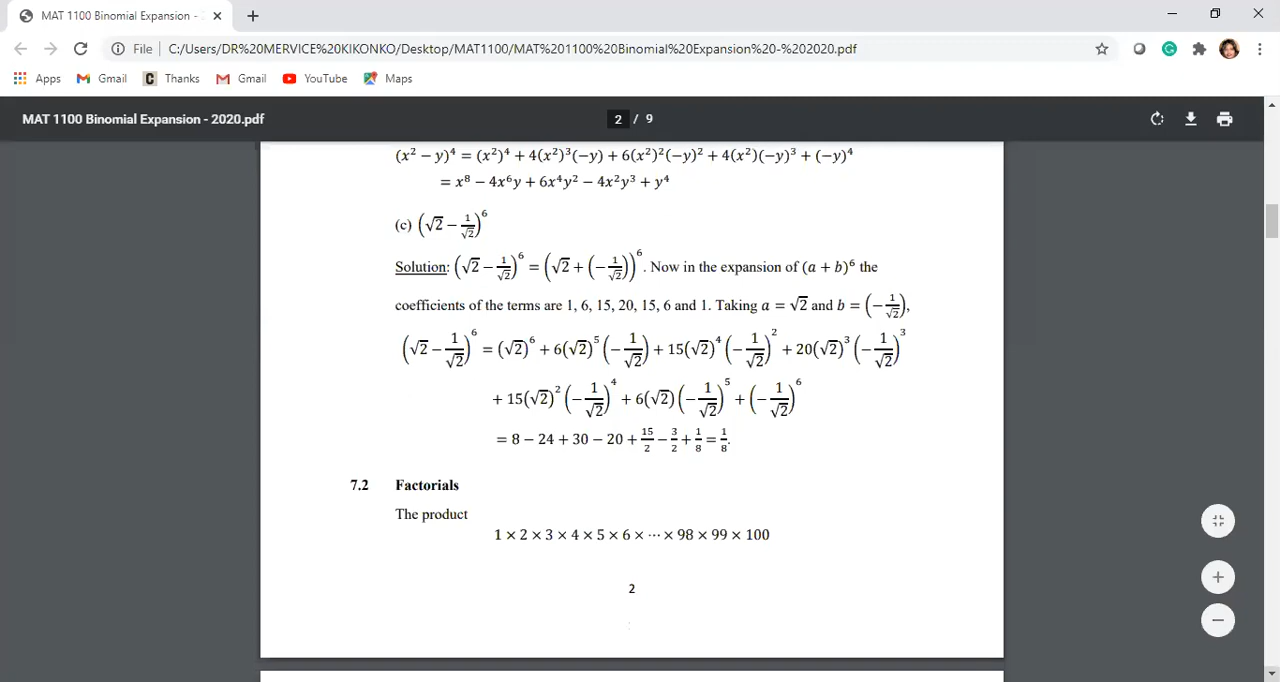 MAT 1100 Binomial Expansion -
File C:/Users/DR%20MERVICE%20KIKONKO/Desktop/MAT1100/MAT%201100%20Binomial%20Expansion%20-%202020.pdf
Apps Gmail Thanks Gmail YouTube Maps
MAT 1100 Binomial Expansion - 2020.pdf 2 / 9
(x² − y)⁴ = (x²)⁴ + 4(x²)³(−y) + 6(x²)²(−y)² + 4(x²)(−y)³ + (−y)⁴
= x⁸ − 4x⁶y + 6x⁴y² − 4x²y³ + y⁴
(c) (√2 − 1/√2)⁶
Solution: (√2 − 1/√2)⁶ = (√2 + (−1/√2))⁶. Now in the expansion of (a + b)⁶ the
coefficients of the terms are 1, 6, 15, 20, 15, 6 and 1. Taking a = √2 and b = (−1/√2),
(√2 − 1/√2)⁶ = (√2)⁶ + 6(√2)⁵(−1/√2) + 15(√2)⁴(−1/√2)² + 20(√2)³(−1/√2)³
+ 15(√2)²(−1/√2)⁴ + 6(√2)(−1/√2)⁵ + (−1/√2)⁶
= 8 − 24 + 30 − 20 + 15/2 − 3/2 + 1/8 = 1/8.
7.2 Factorials
The product
1 × 2 × 3 × 4 × 5 × 6 × ⋯ × 98 × 99 × 100
2